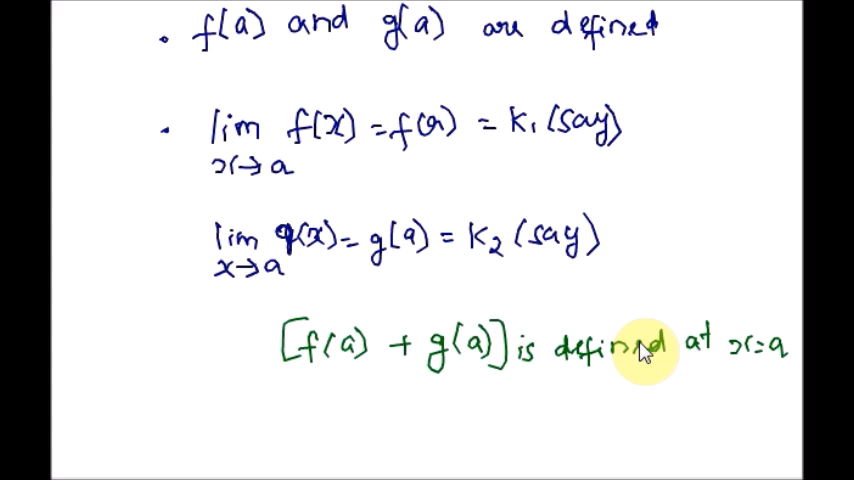 . f(a) and g(a) are defined
. lim f(x) = f(a) = K₁ (say)
x→a
lim g(x) = g(a) = K₂ (say)
x→a
[f(a) + g(a)] is defined at x=a